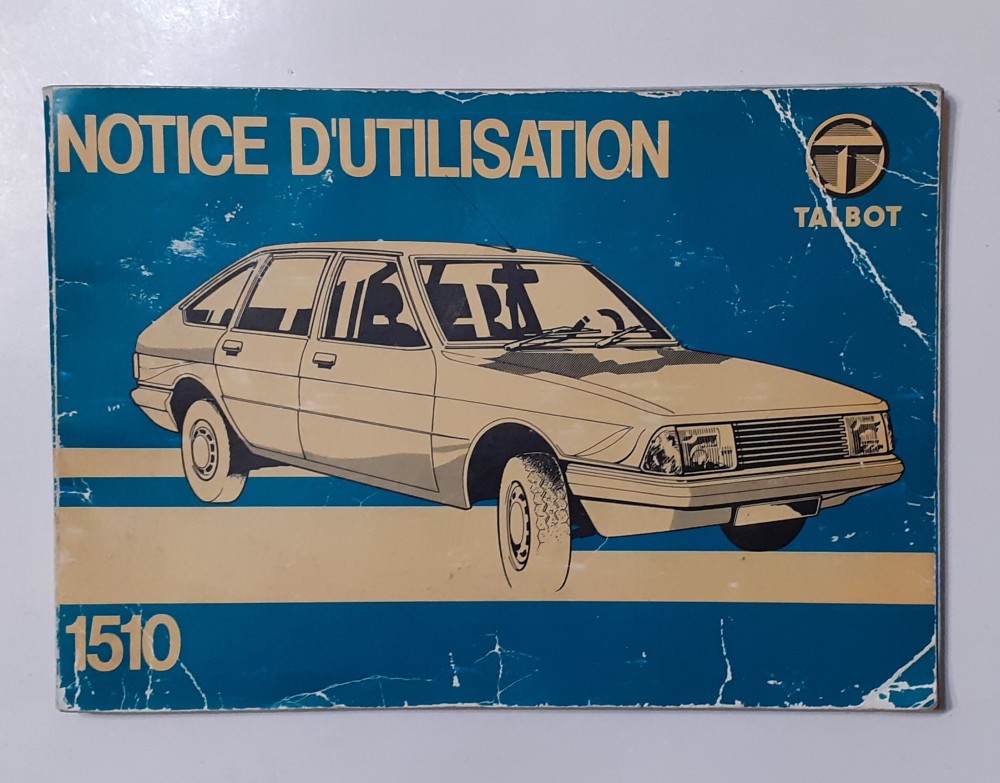 NOTICE D'UTILISATION
TALBOT
1510